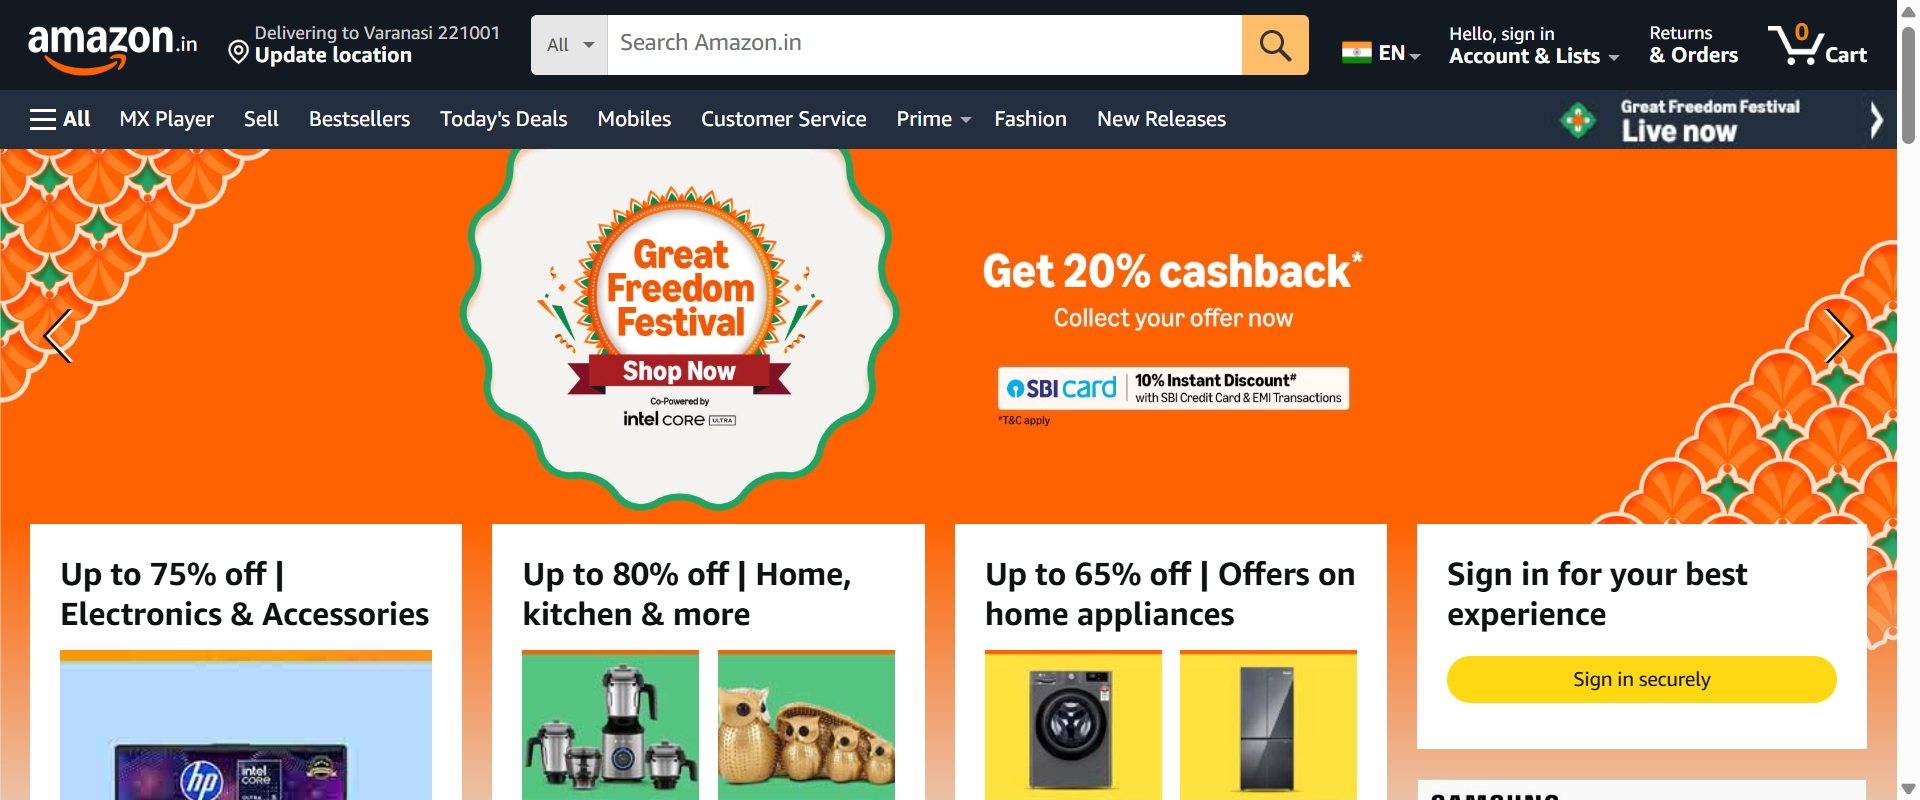 amazon.in
Delivering to Varanasi 221001
Update location
All
Search Amazon.in
EN
Hello, sign in
Account & Lists
Returns
& Orders
0
Cart
All
MX Player
Sell
Bestsellers
Today's Deals
Mobiles
Customer Service
Prime
Fashion
New Releases
Great Freedom Festival
Live now
Great
Freedom
Festival
Shop Now
Co-Powered by
intel CORE ULTRA
Get 20% cashback*
Collect your offer now
SBI card
10% Instant Discount#
with SBI Credit Card & EMI Transactions
#T&C apply
Up to 75% off |
Electronics & Accessories
Up to 80% off | Home,
kitchen & more
Up to 65% off | Offers on
home appliances
Sign in for your best
experience
Sign in securely
hp
intel
CORE
SAMSUNG